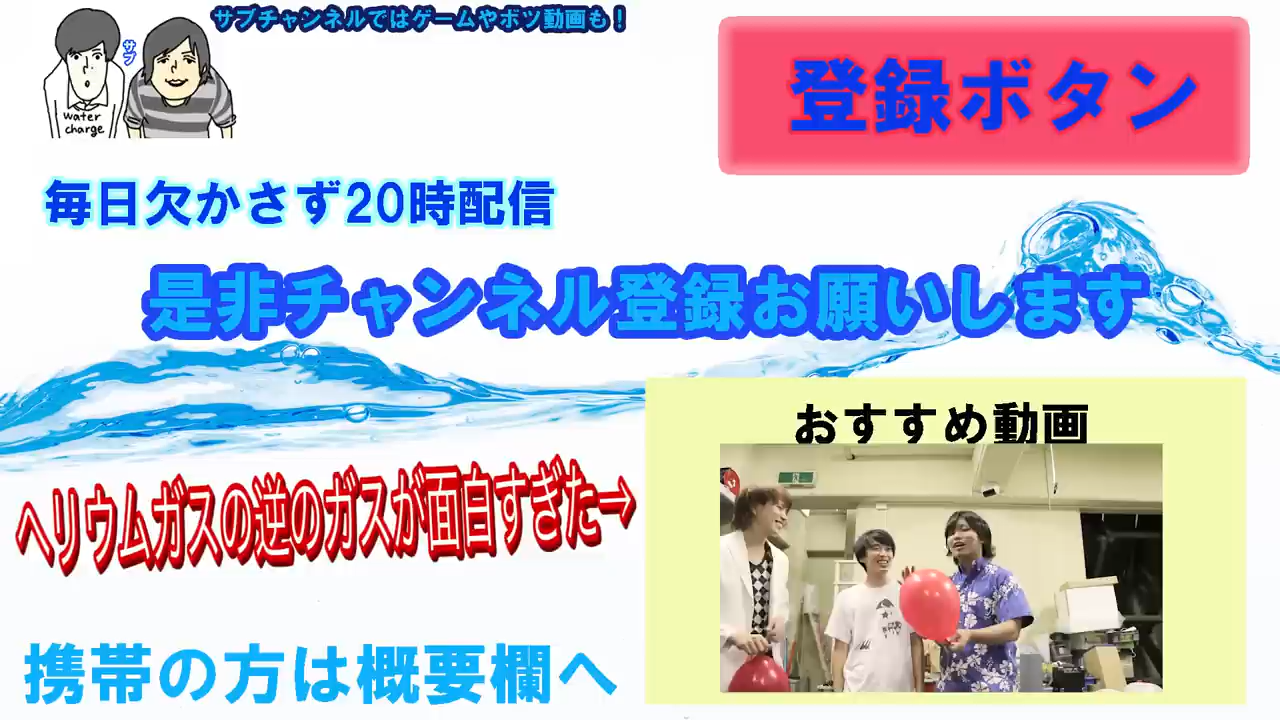 サブチャンネルではゲームやボツ動画も！
サブ
water
charge
登録ボタン
毎日欠かさず20時配信
是非チャンネル登録お願いします
おすすめ動画
ヘリウムガスの逆のガスが面白すぎた→
携帯の方は概要欄へ